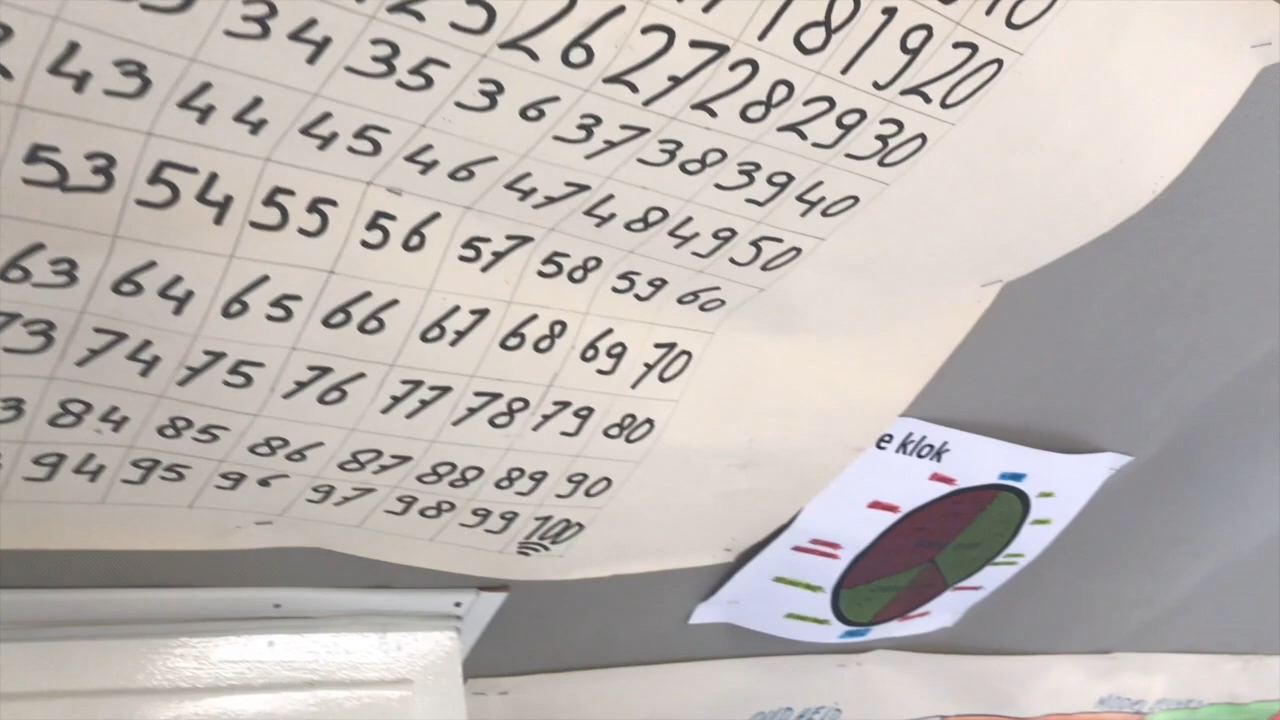 18 19 20
26 27 28 29 30
34 35 36 37 38 39 40
43 44 45 46 47 48 49 50
53 54 55 56 57 58 59 60
63 64 65 66 67 68 69 70
73 74 75 76 77 78 79 80
84 85 86 87 88 89 90
94 95 96 97 98 99 100
e klok